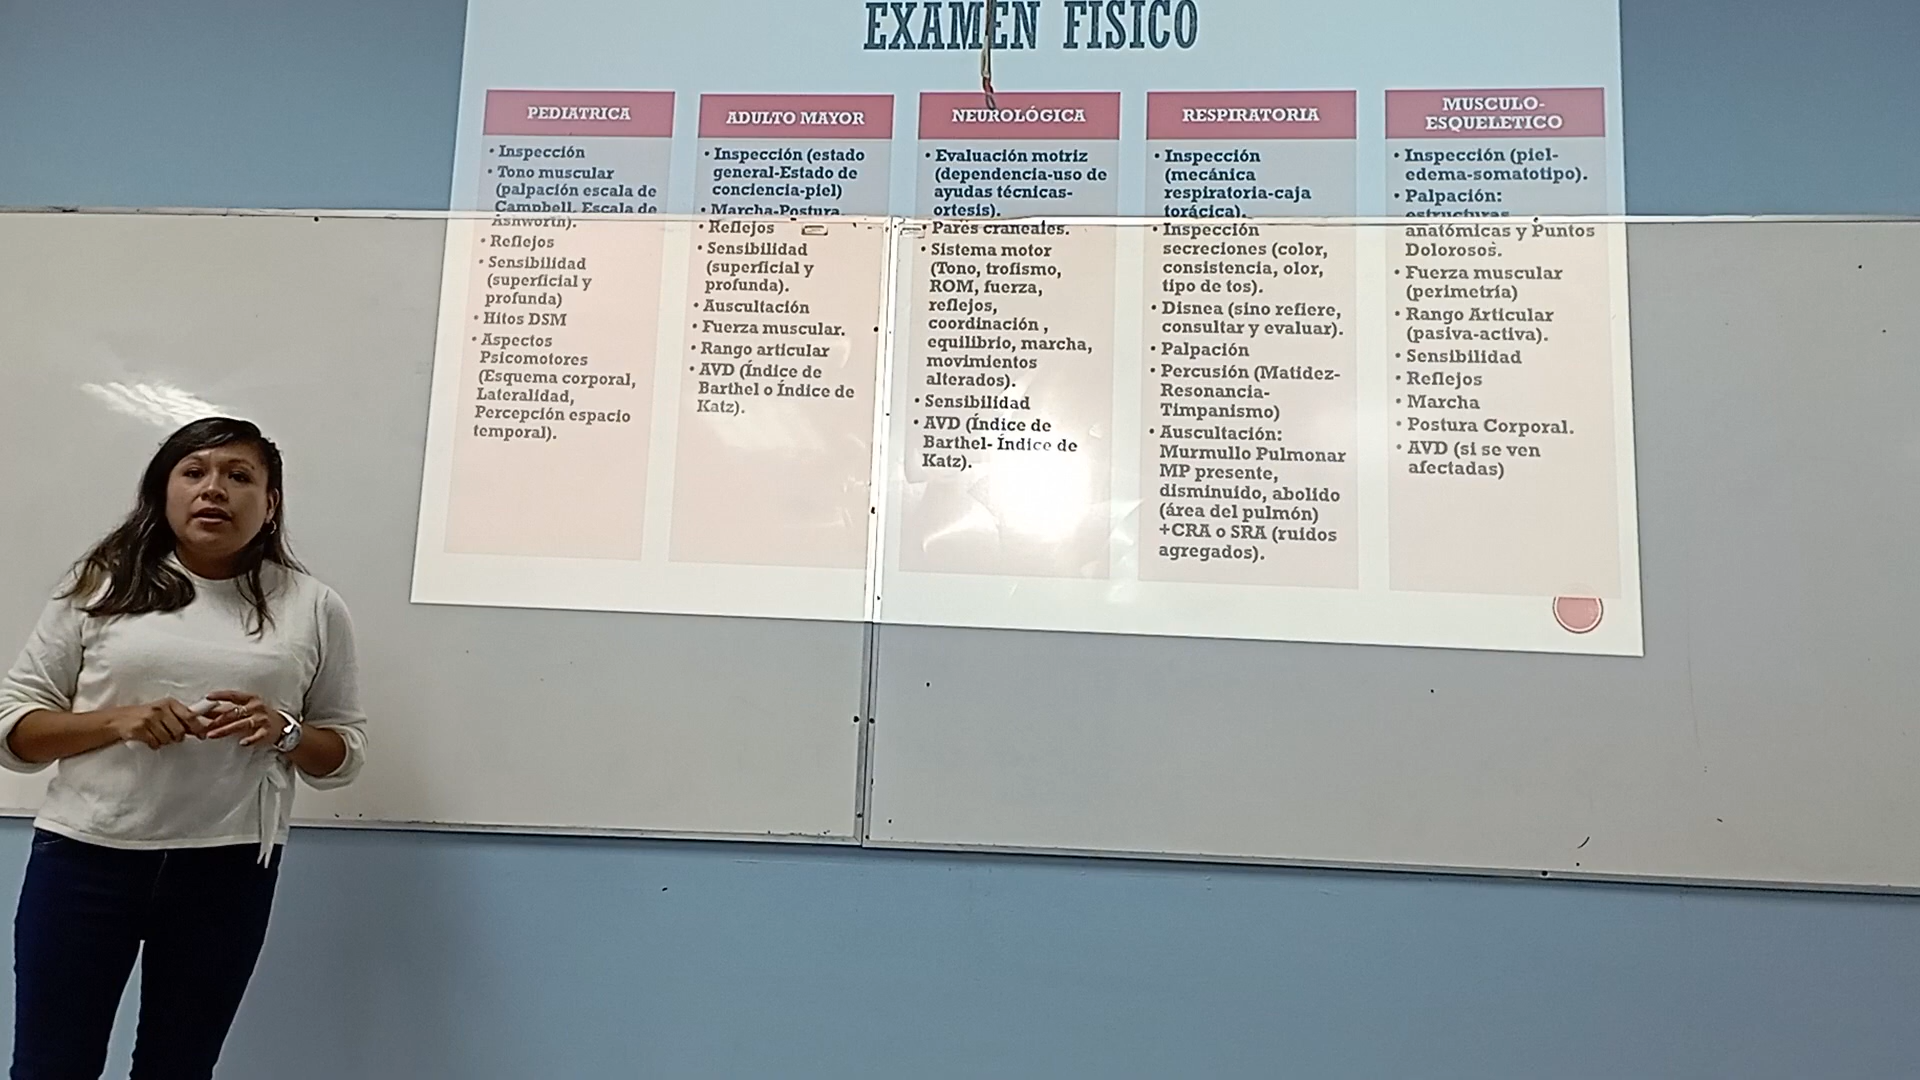 EXAMEN FISICO
PEDIATRICA
• Inspección
• Tono muscular
(palpación escala de
Campbell. Escala de
Ashworth).
• Reflejos
• Sensibilidad
(superficial y
profunda)
• Hitos DSM
• Aspectos
Psicomotores
(Esquema corporal,
Lateralidad,
Percepción espacio
temporal).
ADULTO MAYOR
• Inspección (estado
general-Estado de
conciencia-piel)
• Marcha-Postura.
• Reflejos
• Sensibilidad
(superficial y
profunda).
• Auscultación
• Fuerza muscular.
• Rango articular
• AVD (Índice de
Barthel o Índice de
Katz).
NEUROLÓGICA
• Evaluación motriz
(dependencia-uso de
ayudas técnicas-
ortesis).
• Pares craneales.
• Sistema motor
(Tono, trofismo,
ROM, fuerza,
reflejos,
coordinación ,
equilibrio, marcha,
movimientos
alterados).
• Sensibilidad
• AVD (Índice de
Barthel- Índice de
Katz).
RESPIRATORIA
• Inspección
(mecánica
respiratoria-caja
torácica).
• Inspección
secreciones (color,
consistencia, olor,
tipo de tos).
• Disnea (sino refiere,
consultar y evaluar).
• Palpación
• Percusión (Matidez-
Resonancia-
Timpanismo)
• Auscultación:
Murmullo Pulmonar
MP presente,
disminuido, abolido
(área del pulmón)
+CRA o SRA (ruidos
agregados).
MUSCULO-
ESQUELETICO
• Inspección (piel-
edema-somatotipo).
• Palpación:
estructuras
anatómicas y Puntos
Dolorosos.
• Fuerza muscular
(perimetría)
• Rango Articular
(pasiva-activa).
• Sensibilidad
• Reflejos
• Marcha
• Postura Corporal.
• AVD (si se ven
afectadas)